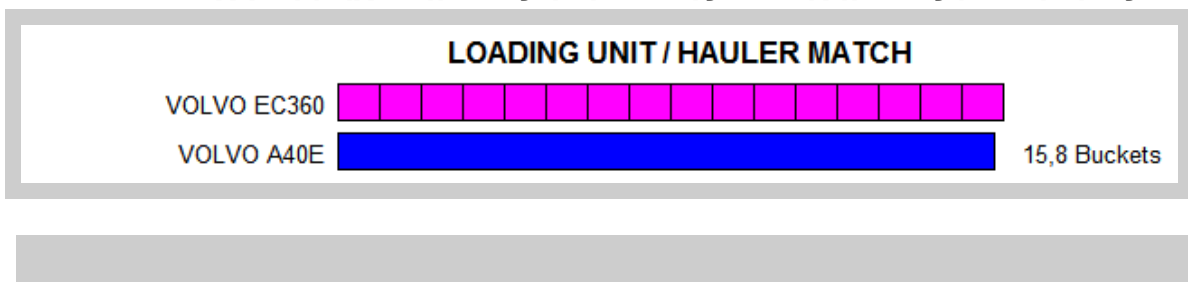 LOADING UNIT / HAULER MATCH
VOLVO EC360
VOLVO A40E 15,8 Buckets